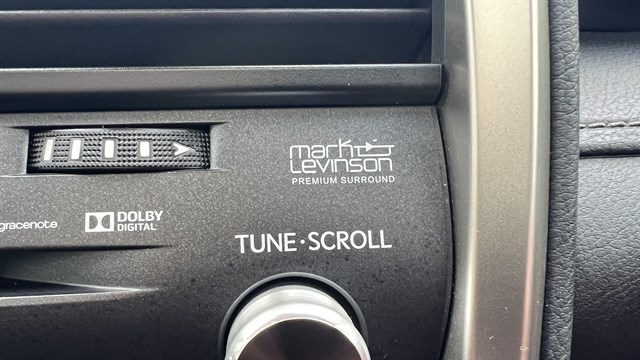 mark
Levinson
PREMIUM SURROUND
gracenote
DOLBY
DIGITAL
TUNE·SCROLL